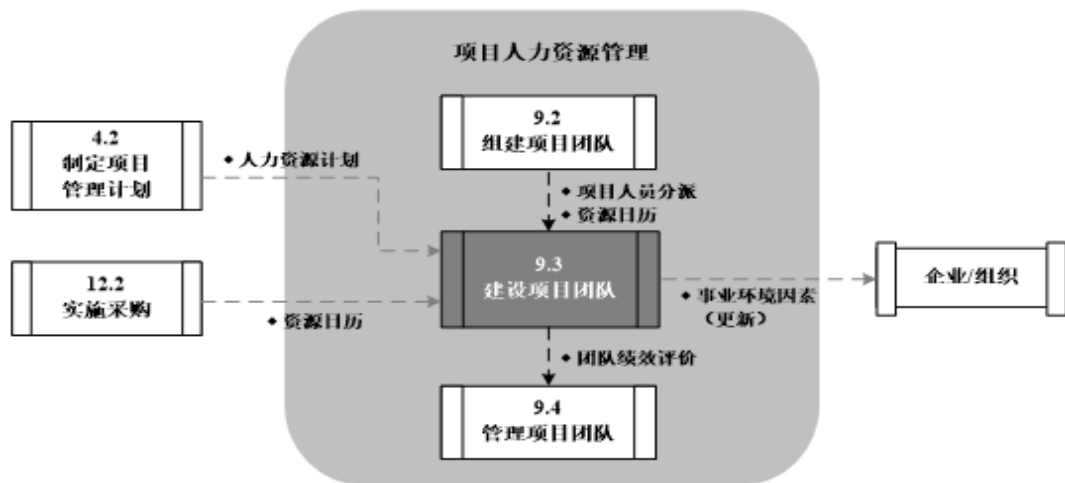 项目人力资源管理
9.2
组建项目团队
4.2
制定项目
管理计划
◆ 人力资源计划
◆ 项目人员分派
◆ 资源日历
12.2
实施采购
◆ 资源日历
9.3
建设项目团队
◆ 事业环境因素
（更新）
企业/组织
◆ 团队绩效评价
9.4
管理项目团队